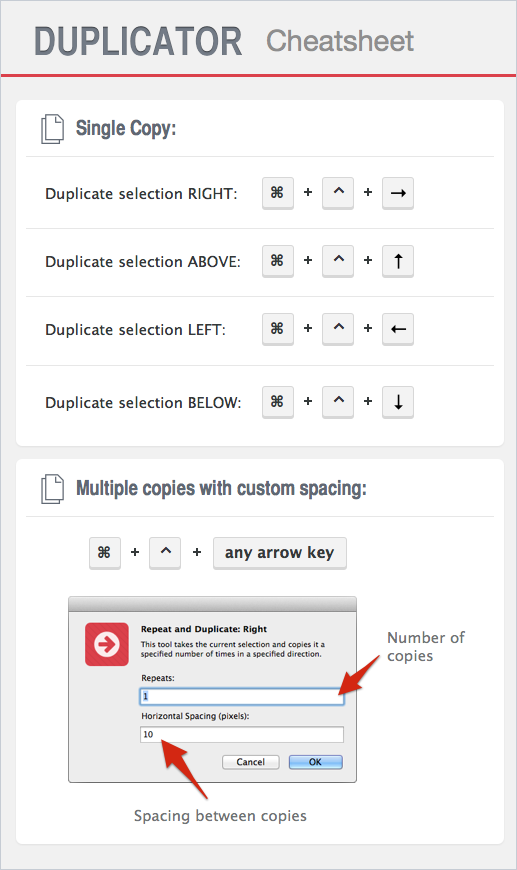 DUPLICATOR Cheatsheet
Single Copy:
Duplicate selection RIGHT: ⌘ + ^ + →
Duplicate selection ABOVE: ⌘ + ^ + ↑
Duplicate selection LEFT: ⌘ + ^ + ←
Duplicate selection BELOW: ⌘ + ^ + ↓
Multiple copies with custom spacing:
⌘ + ^ + any arrow key
Repeat and Duplicate: Right
This tool takes the current selection and copies it a
specified number of times in a specified direction.
Repeats:
1
Horizontal Spacing (pixels):
10
Cancel OK
Number of
copies
Spacing between copies